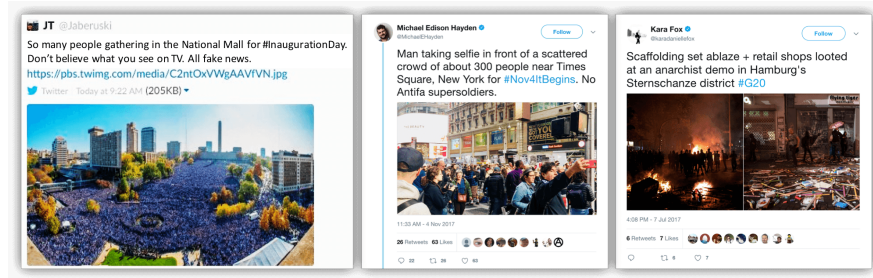 JT @Jaberuski
So many people gathering in the National Mall for #InaugurationDay.
Don't believe what you see on TV. All fake news.
https://pbs.twimg.com/media/C2ntOxVWgAAVfVN.jpg
Twitter Today at 9:22 AM (205KB)
Michael Edison Hayden
@MichaelEHayden
Follow
Man taking selfie in front of a scattered
crowd of about 300 people near Times
Square, New York for #Nov4ItBegins. No
Antifa supersoldiers.
11:33 AM - 4 Nov 2017
26 Retweets 63 Likes
22 26 63
Kara Fox
@karadaniellefox
Follow
Scaffolding set ablaze + retail shops looted
at an anarchist demo in Hamburg's
Sternschanze district #G20
4:08 PM - 7 Jul 2017
6 Retweets 7 Likes
6 7